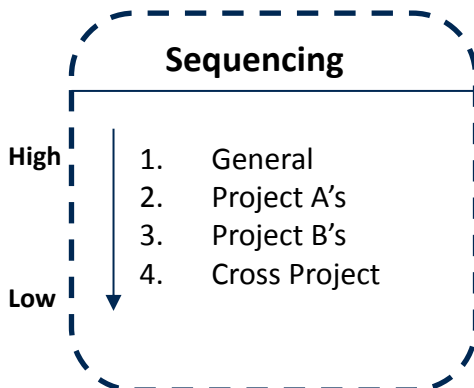 Sequencing
High
1. General
2. Project A’s
3. Project B’s
4. Cross Project
Low